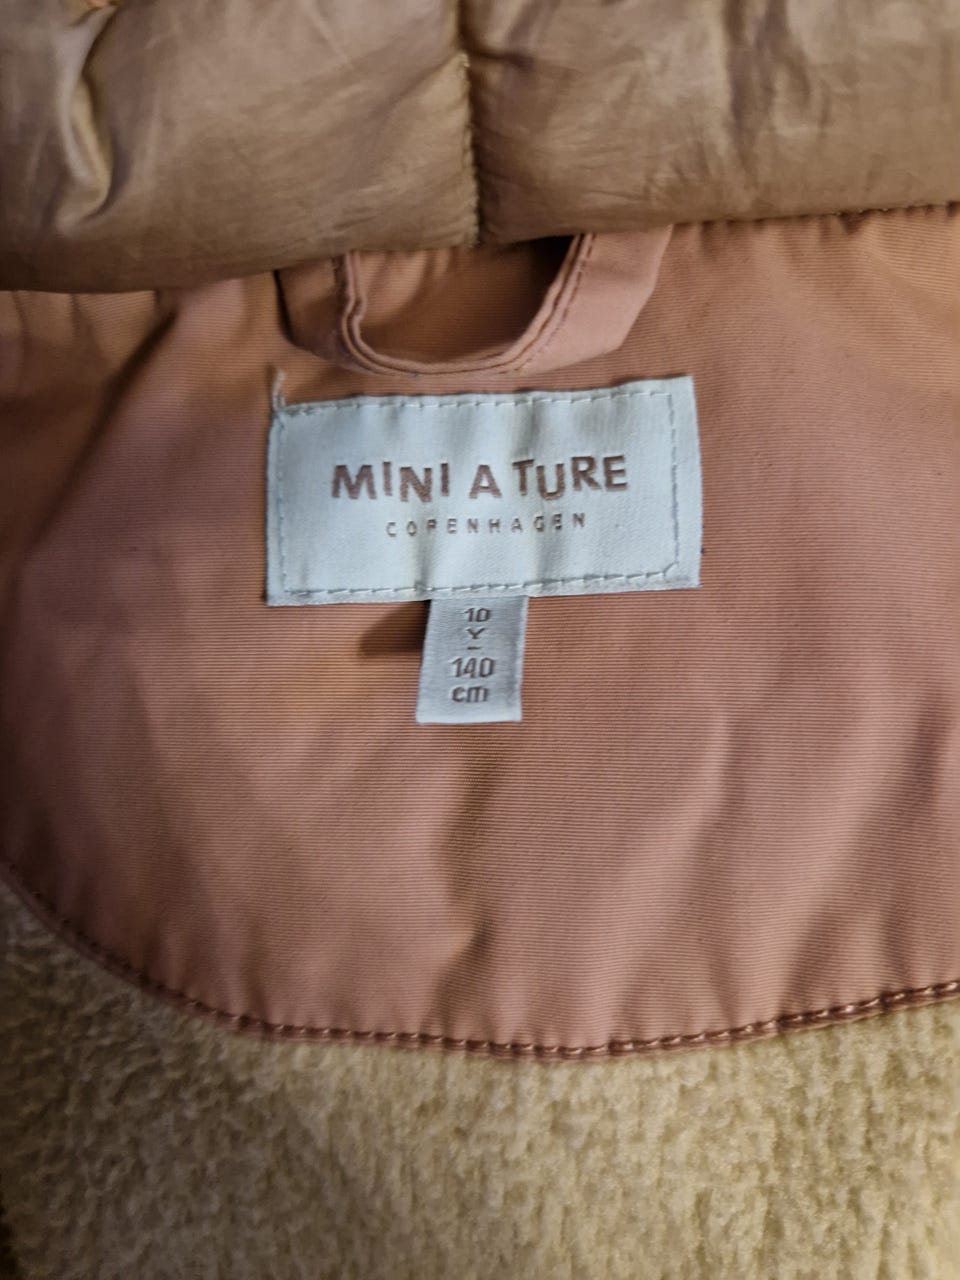 MINI A TURE
COPENHAGEN
10
Y
-
140
cm